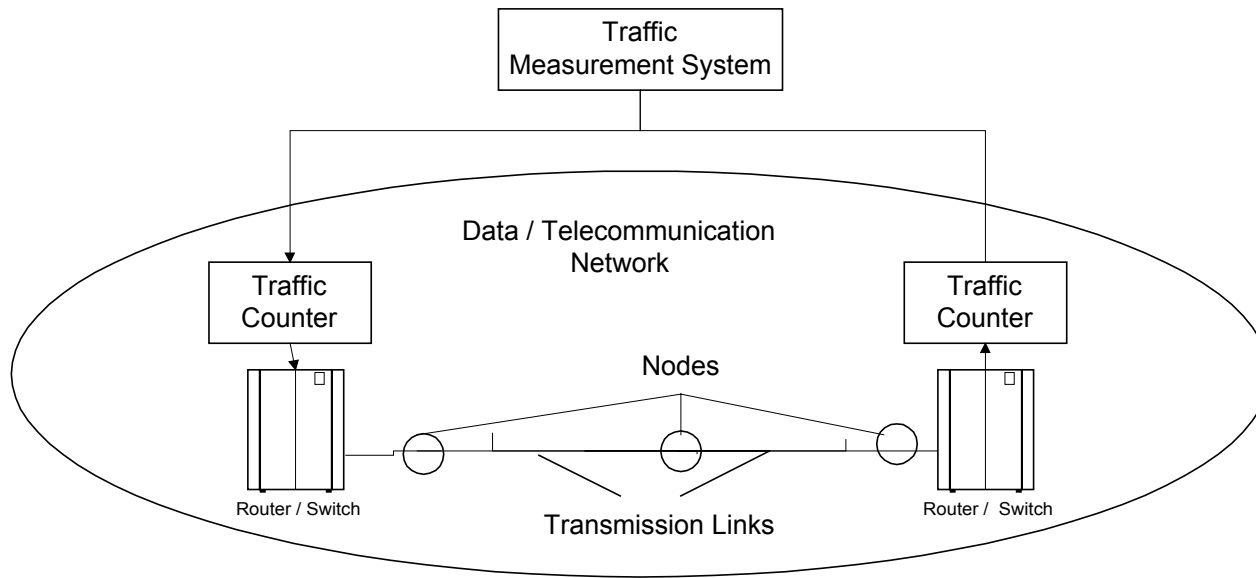 Traffic
Measurement System
Data / Telecommunication
Network
Traffic
Counter
Traffic
Counter
Nodes
Router / Switch
Router / Switch
Transmission Links